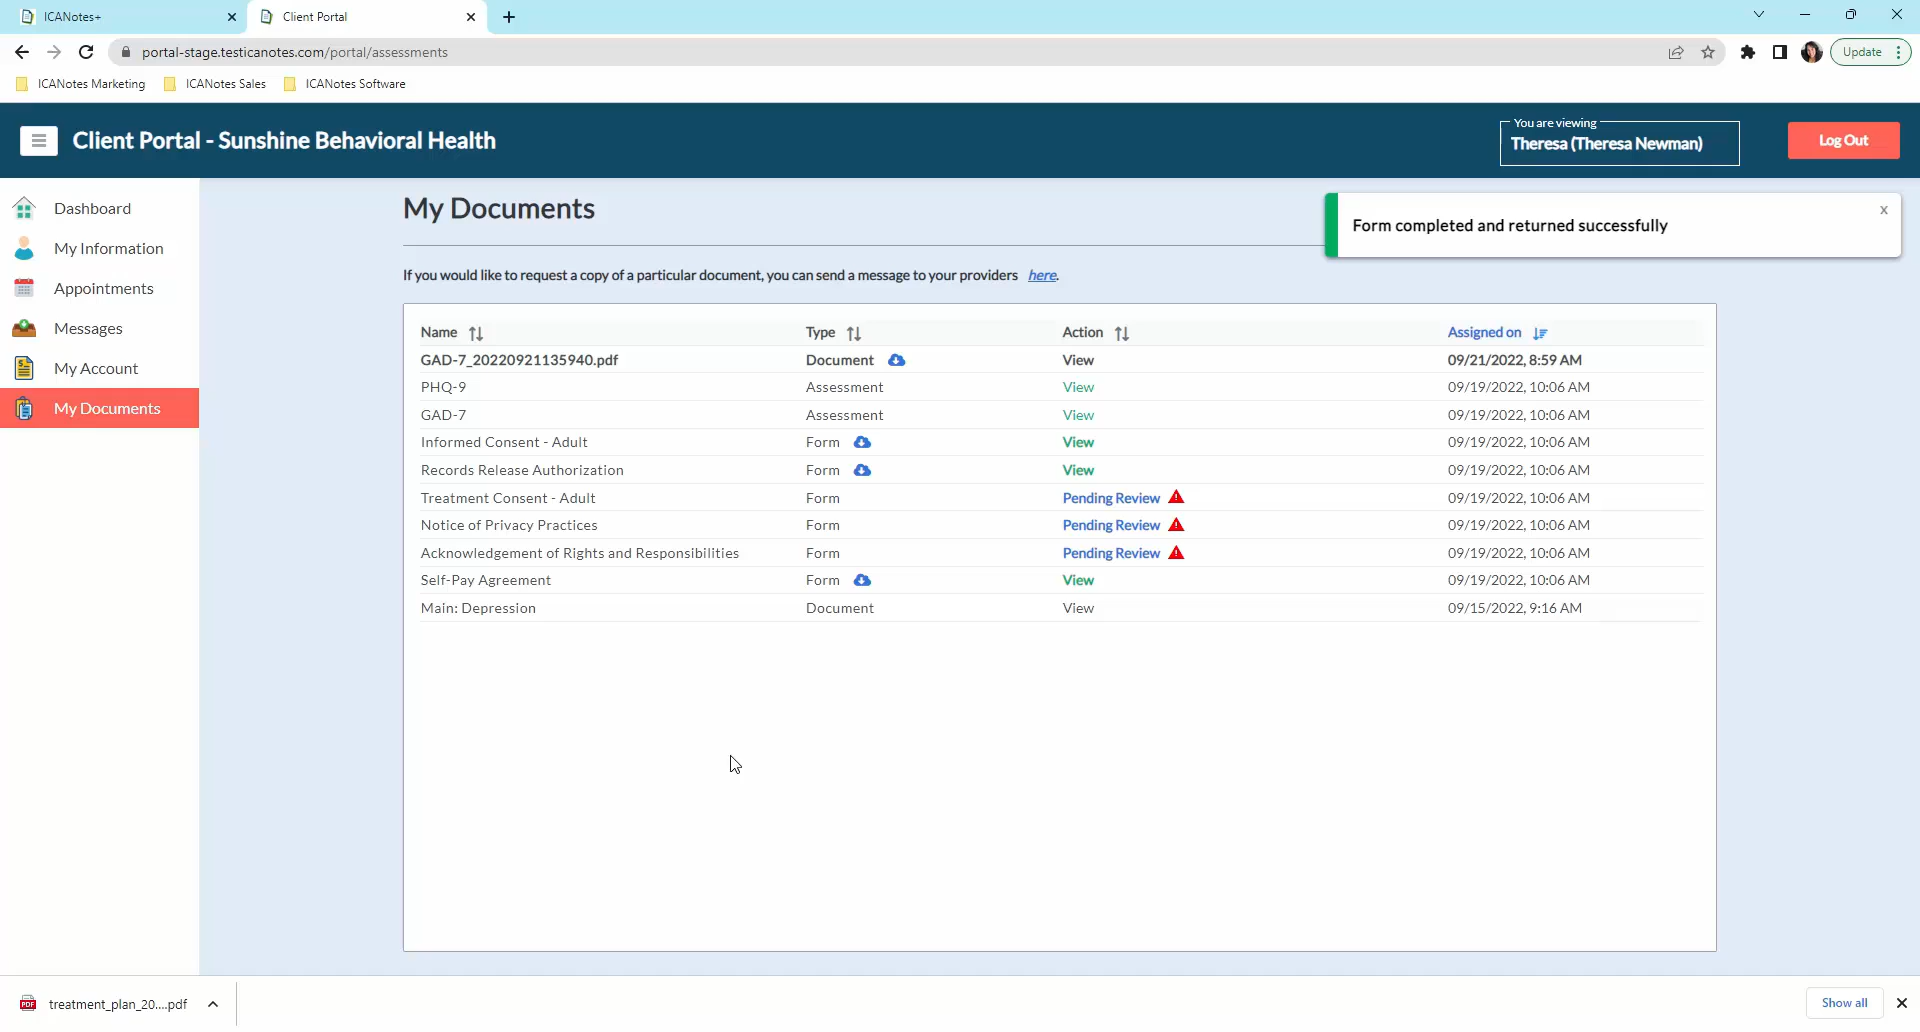 ICANotes+
Client Portal
portal-stage.testicanotes.com/portal/assessments
Update
ICANotes Marketing
ICANotes Sales
ICANotes Software
Client Portal - Sunshine Behavioral Health
You are viewing
Theresa (Theresa Newman)
Log Out
Dashboard
My Information
Appointments
Messages
My Account
My Documents
My Documents
Form completed and returned successfully
x
If you would like to request a copy of a particular document, you can send a message to your providers here.
Name Type Action Assigned on
GAD-7_20220921135940.pdf Document View 09/21/2022, 8:59 AM
PHQ-9 Assessment View 09/19/2022, 10:06 AM
GAD-7 Assessment View 09/19/2022, 10:06 AM
Informed Consent - Adult Form View 09/19/2022, 10:06 AM
Records Release Authorization Form View 09/19/2022, 10:06 AM
Treatment Consent - Adult Form Pending Review 09/19/2022, 10:06 AM
Notice of Privacy Practices Form Pending Review 09/19/2022, 10:06 AM
Acknowledgement of Rights and Responsibilities Form Pending Review 09/19/2022, 10:06 AM
Self-Pay Agreement Form View 09/19/2022, 10:06 AM
Main: Depression Document View 09/15/2022, 9:16 AM
PDF
treatment_plan_20....pdf
Show all